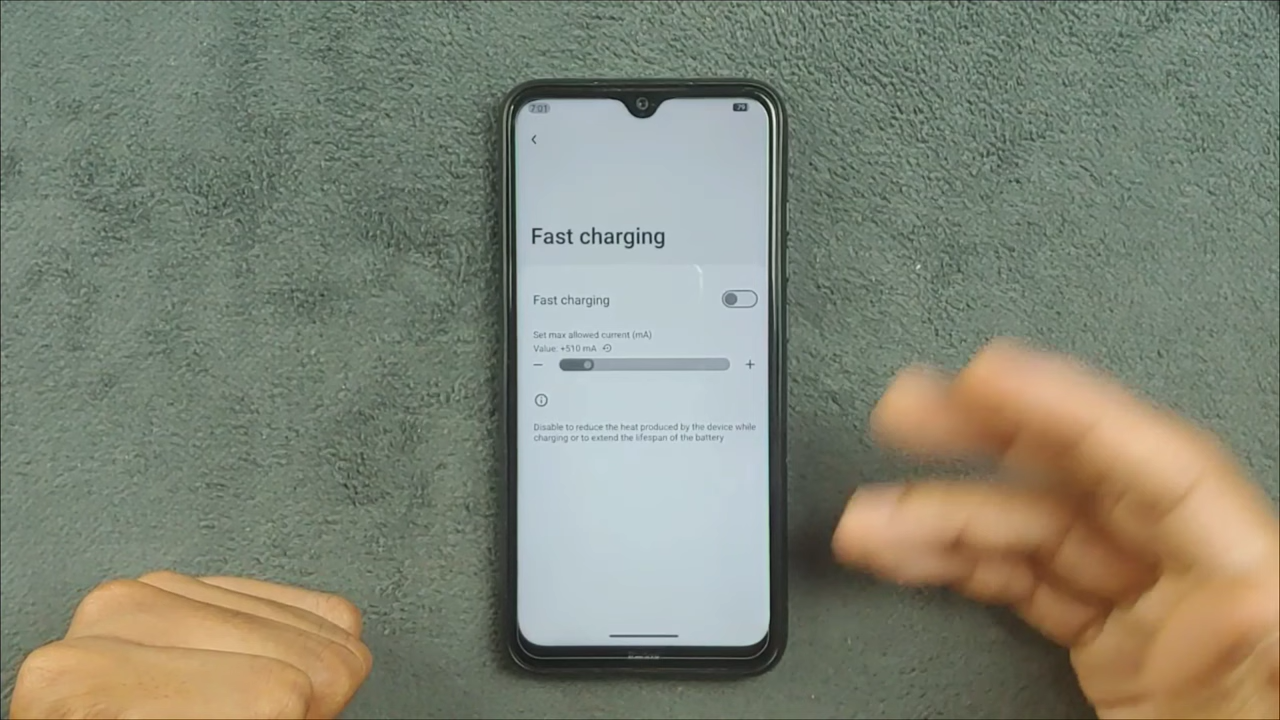 7:01
79
Fast charging
Fast charging
Set max allowed current (mA)
Value: +510 mA
Disable to reduce the heat produced by the device while
charging or to extend the lifespan of the battery